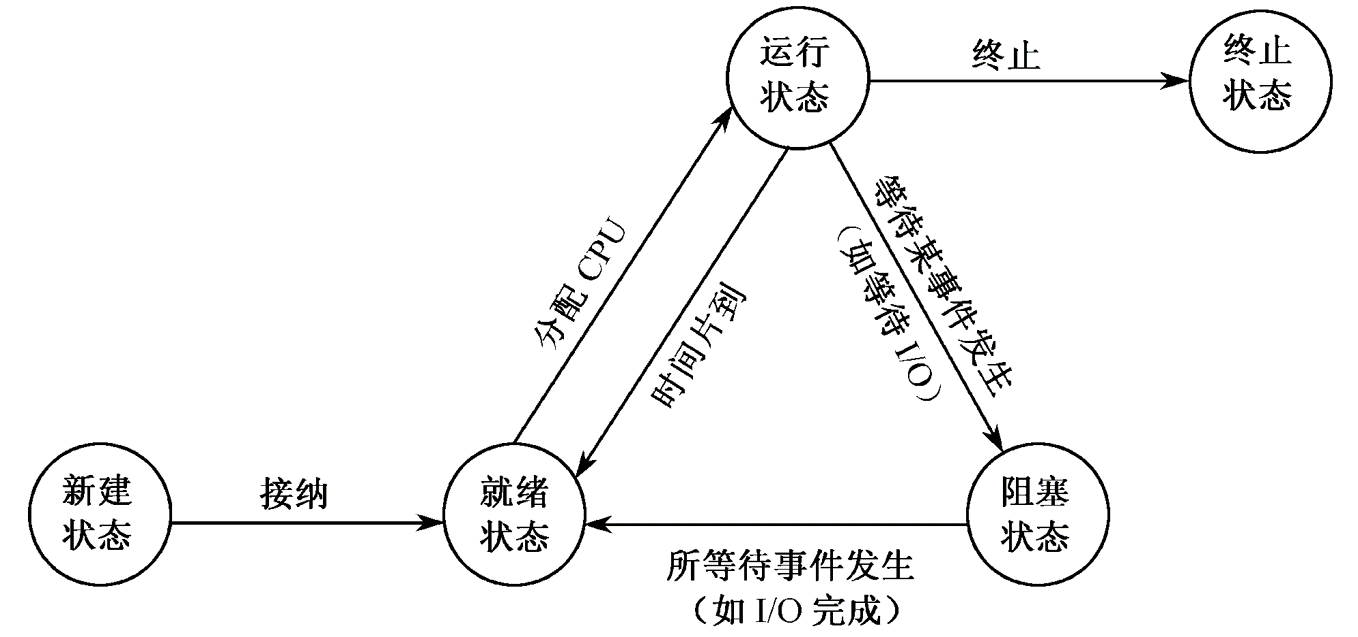 运行
状态
终止
终止
状态
分配 CPU
时间片到
等待某事件发生
（如等待 I/O）
新建
状态
接纳
就绪
状态
阻塞
状态
所等待事件发生
（如 I/O 完成）